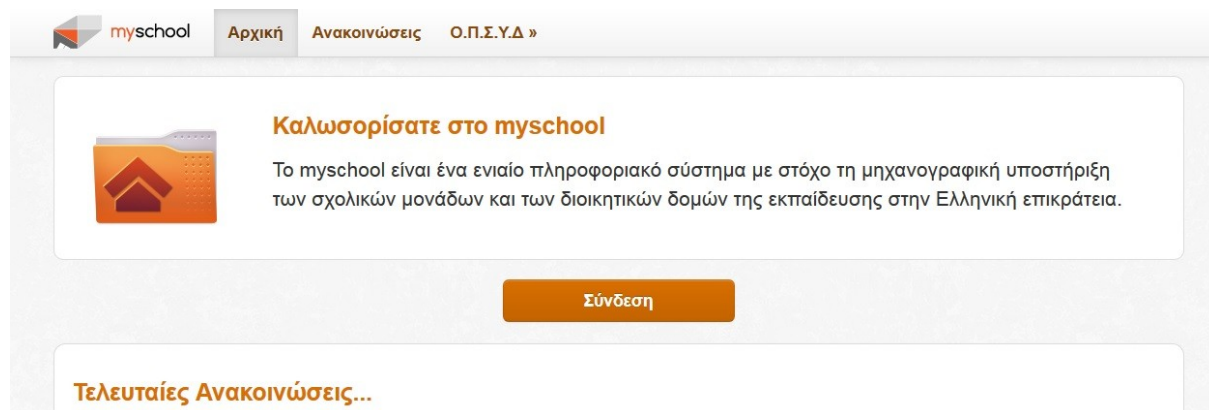 myschool Αρχική Ανακοινώσεις Ο.Π.Σ.Υ.Δ »
Καλωσορίσατε στο myschool
Το myschool είναι ένα ενιαίο πληροφοριακό σύστημα με στόχο τη μηχανογραφική υποστήριξη
των σχολικών μονάδων και των διοικητικών δομών της εκπαίδευσης στην Ελληνική επικράτεια.
Σύνδεση
Τελευταίες Ανακοινώσεις...